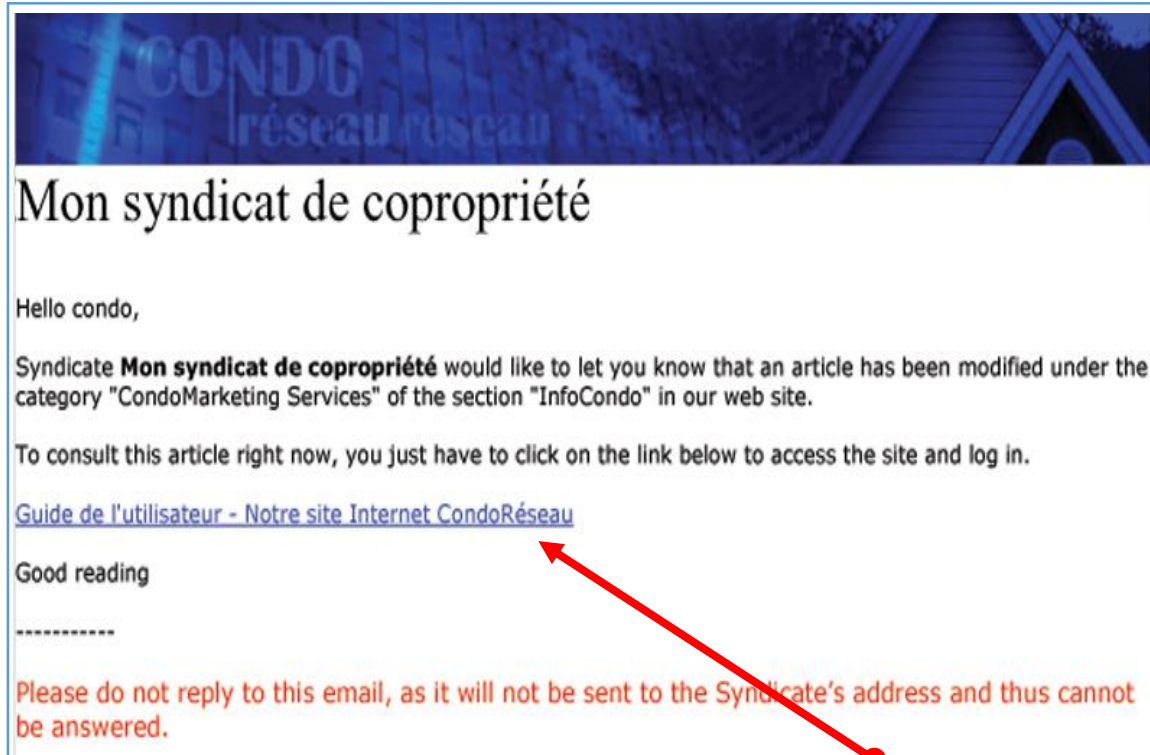 CONDO
réseau réseau
Mon syndicat de copropriété
Hello condo,
Syndicate Mon syndicat de copropriété would like to let you know that an article has been modified under the
category "CondoMarketing Services" of the section "InfoCondo" in our web site.
To consult this article right now, you just have to click on the link below to access the site and log in.
Guide de l'utilisateur - Notre site Internet CondoRéseau
Good reading
-----------
Please do not reply to this email, as it will not be sent to the Syndicate’s address and thus cannot
be answered.